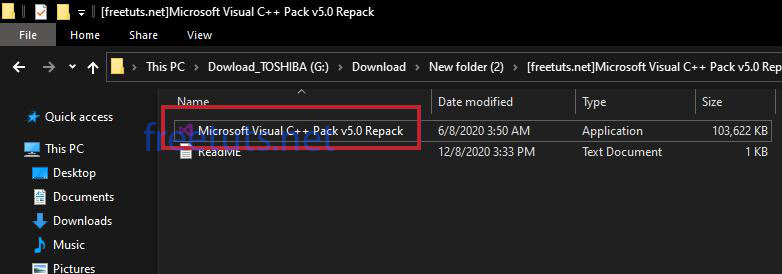 [freetuts.net]Microsoft Visual C++ Pack v5.0 Repack
File Home Share View
This PC > Dowload_TOSHIBA (G:) > Download > New folder (2) > [freetuts.net]Microsoft Visual C++ Pack v5.0 Rep
Name Date modified Type Size
Quick access
Microsoft Visual C++ Pack v5.0 Repack 6/8/2020 3:50 AM Application 103,622 KB
freetuts.net
This PC ReadME 12/8/2020 3:33 PM Text Document 1 KB
Desktop
Documents
Downloads
Music
Pictures